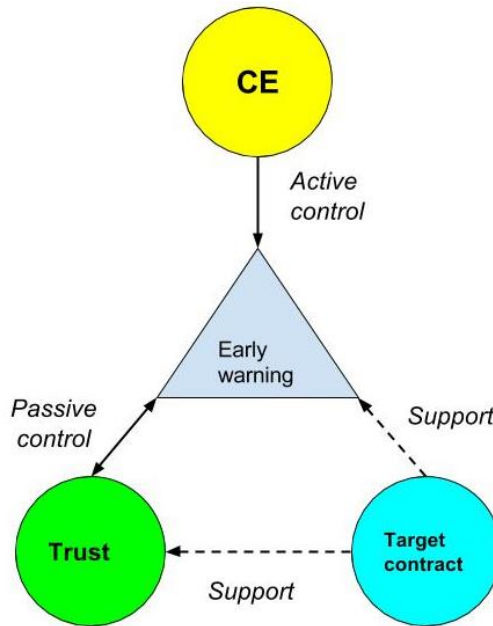 CE
Active
control
Early
warning
Passive
control
Support
Trust
Target
contract
Support